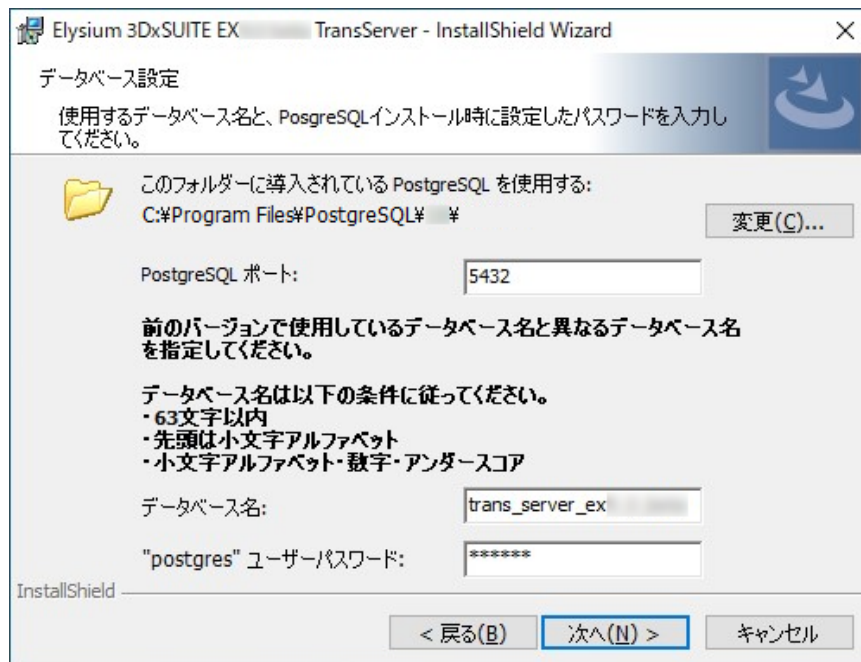 Elysium 3DxSUITE EX TransServer - InstallShield Wizard
データベース設定
使用するデータベース名と、PosgreSQLインストール時に設定したパスワードを入力し
てください。
このフォルダーに導入されている PostgreSQL を使用する:
C:¥Program Files¥PostgreSQL¥ ¥
変更(C)...
PostgreSQL ポート:
5432
前のバージョンで使用しているデータベース名と異なるデータベース名
を指定してください。
データベース名は以下の条件に従ってください。
・63文字以内
・先頭は小文字アルファベット
・小文字アルファベット・数字・アンダースコア
データベース名:
trans_server_ex
"postgres" ユーザーパスワード:
******
InstallShield
< 戻る(B)
次へ(N) >
キャンセル